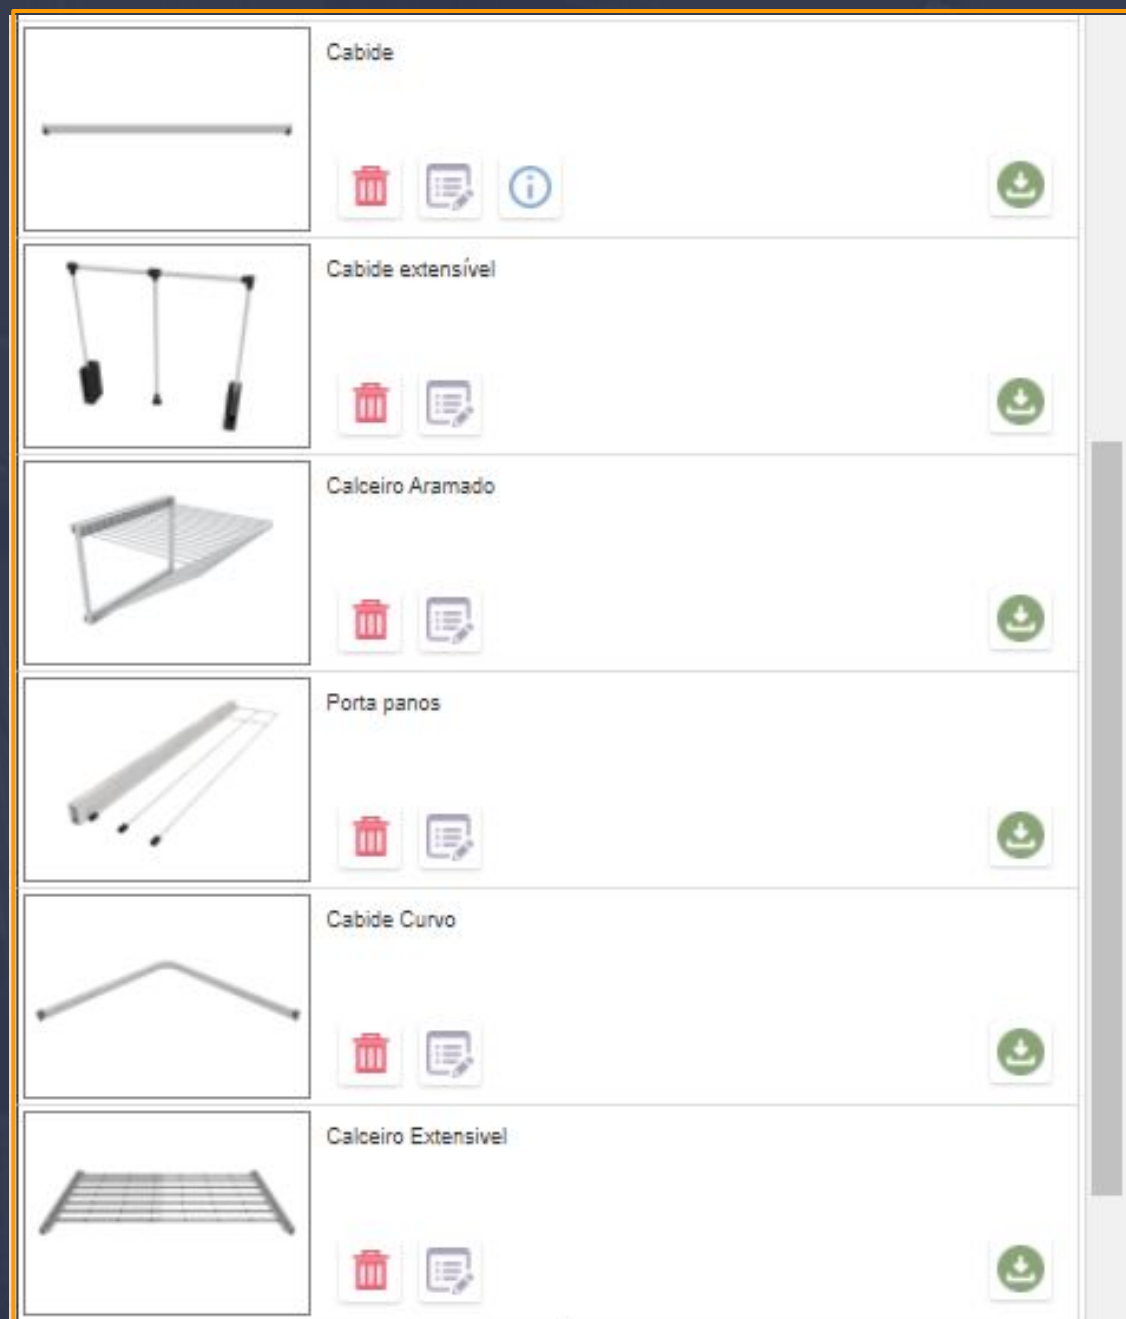 Cabide
Cabide extensível
Calceiro Aramado
Porta panos
Cabide Curvo
Calceiro Extensivel